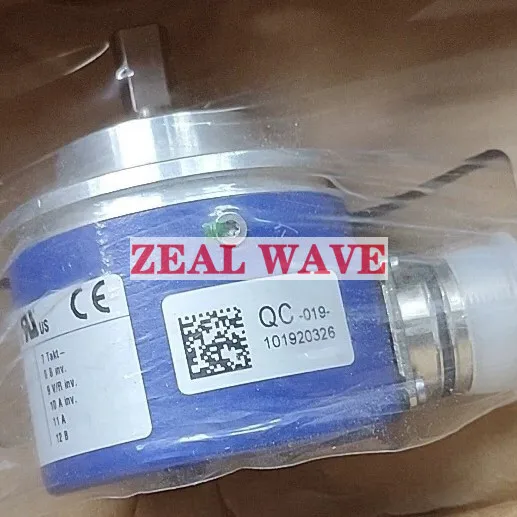 ZEAL WAVE
US CE
7 Takt-
8 B inv.
9 V/R inv.
10 A inv.
11 A
12 B
QC -019-
101920326